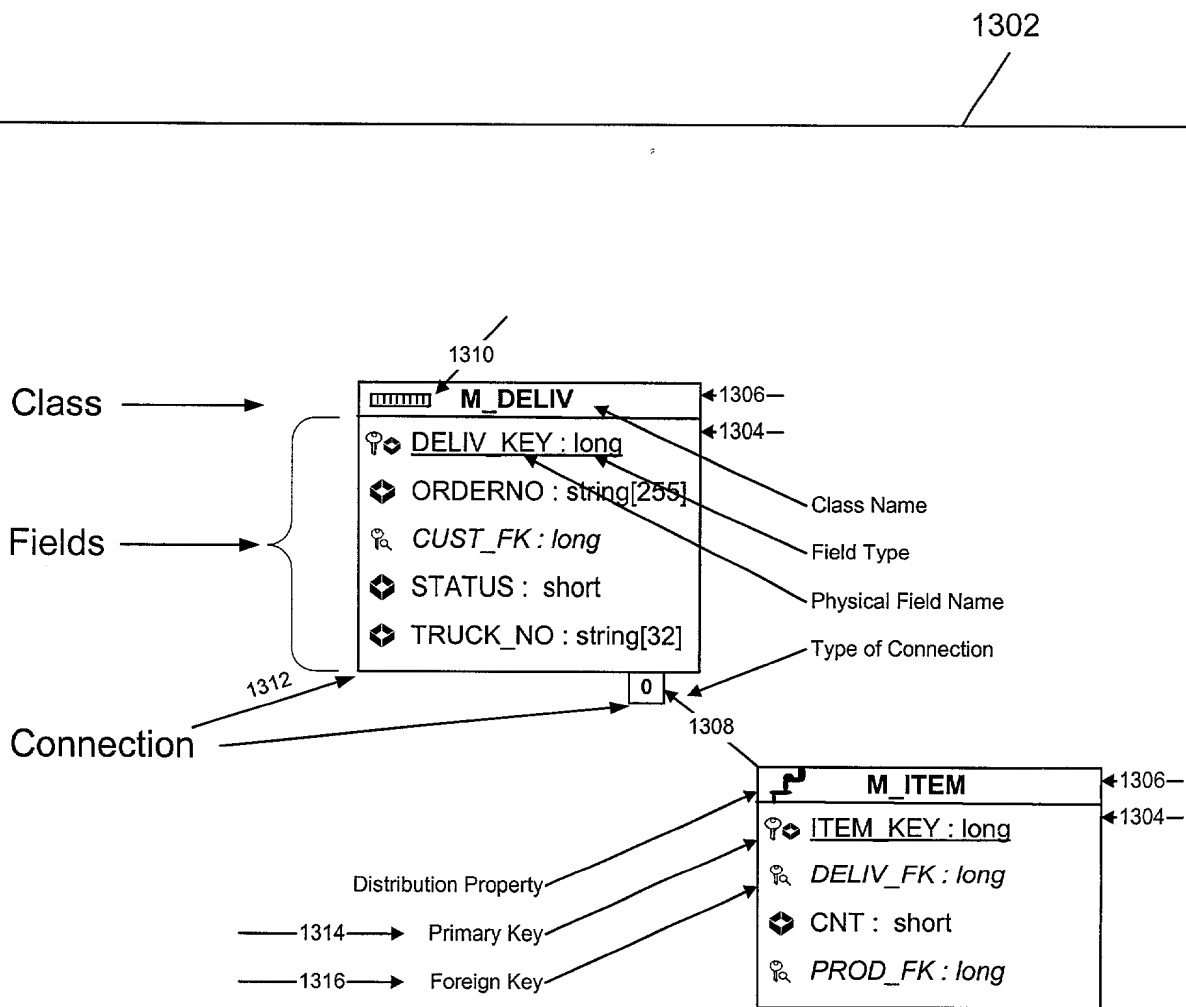 1302
1310
Class
M_DELIV
1306
DELIV_KEY : long
1304
ORDERNO : string[255]
Class Name
Fields
CUST_FK : long
Field Type
STATUS : short
Physical Field Name
TRUCK_NO : string[32]
Type of Connection
1312
0
1308
Connection
M_ITEM
1306
ITEM_KEY : long
1304
Distribution Property
DELIV_FK : long
1314
Primary Key
CNT : short
1316
Foreign Key
PROD_FK : long